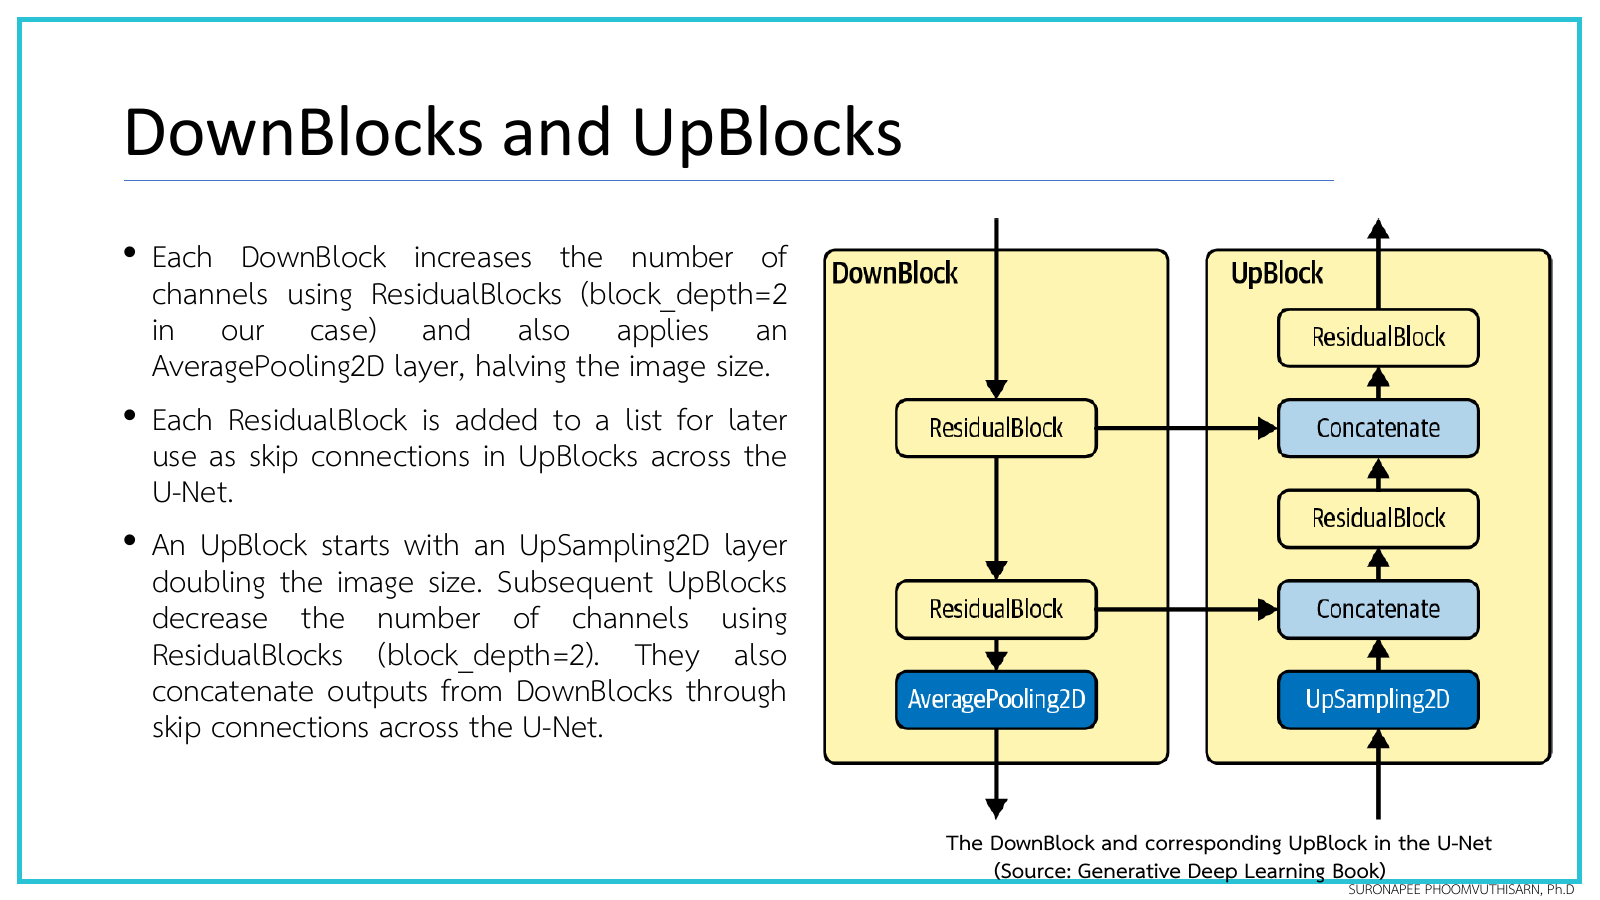 DownBlocks and UpBlocks
• Each DownBlock increases the number of
channels using ResidualBlocks (block_depth=2
in our case) and also applies an
AveragePooling2D layer, halving the image size.
• Each ResidualBlock is added to a list for later
use as skip connections in UpBlocks across the
U-Net.
• An UpBlock starts with an UpSampling2D layer
doubling the image size. Subsequent UpBlocks
decrease the number of channels using
ResidualBlocks (block_depth=2). They also
concatenate outputs from DownBlocks through
skip connections across the U-Net.
DownBlock
ResidualBlock
ResidualBlock
AveragePooling2D
UpBlock
ResidualBlock
Concatenate
ResidualBlock
Concatenate
UpSampling2D
The DownBlock and corresponding UpBlock in the U-Net
(Source: Generative Deep Learning Book)
SURONAPEE PHOOMVUTHISARN, Ph.D